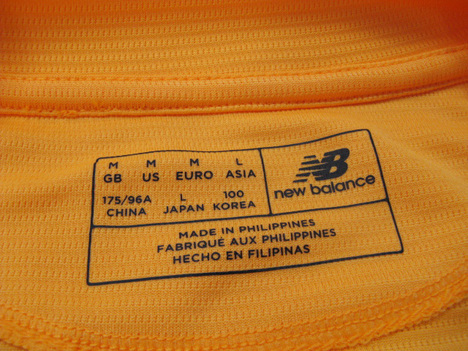 M M M L
GB US EURO ASIA
175/96A L 100
CHINA JAPAN KOREA
NB
new balance
MADE IN PHILIPPINES
FABRIQUÉ AUX PHILIPPINES
HECHO EN FILIPINAS